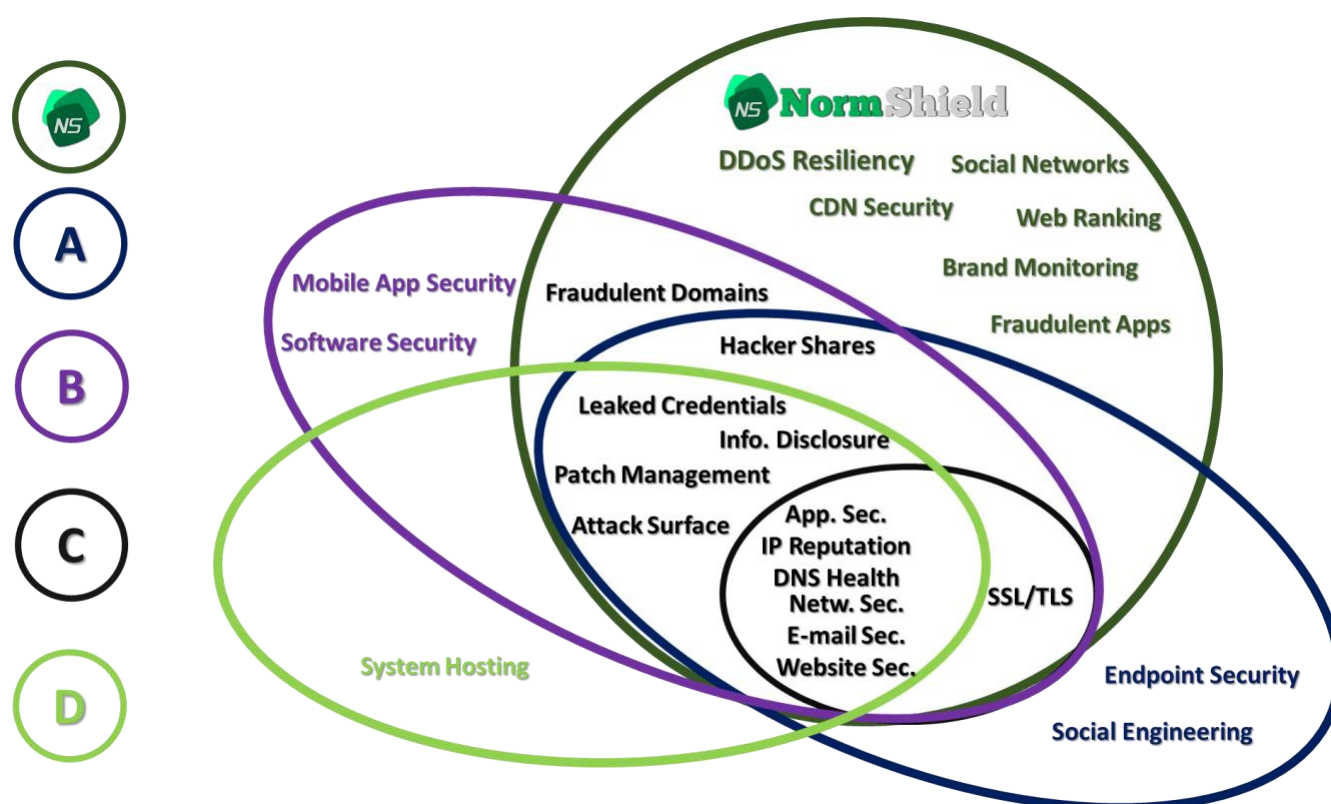 NS
A
B
C
D
NS NormShield
DDoS Resiliency
Social Networks
CDN Security
Web Ranking
Brand Monitoring
Fraudulent Apps
Mobile App Security
Software Security
Fraudulent Domains
Hacker Shares
Leaked Credentials
Info. Disclosure
Patch Management
Attack Surface
App. Sec.
IP Reputation
DNS Health
Netw. Sec.
E-mail Sec.
Website Sec.
SSL/TLS
System Hosting
Endpoint Security
Social Engineering